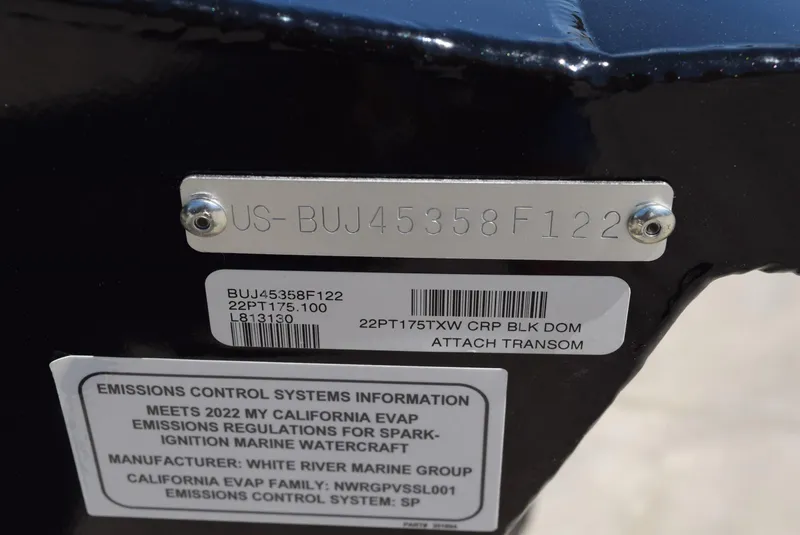 US-BUJ45358F122
BUJ45358F122
22PT175.100
L813130
22PT175TXW CRP BLK DOM
ATTACH TRANSOM
EMISSIONS CONTROL SYSTEMS INFORMATION
MEETS 2022 MY CALIFORNIA EVAP
EMISSIONS REGULATIONS FOR SPARK-
IGNITION MARINE WATERCRAFT
MANUFACTURER: WHITE RIVER MARINE GROUP
CALIFORNIA EVAP FAMILY: NWRGPVSSL001
EMISSIONS CONTROL SYSTEM: SP
PART#